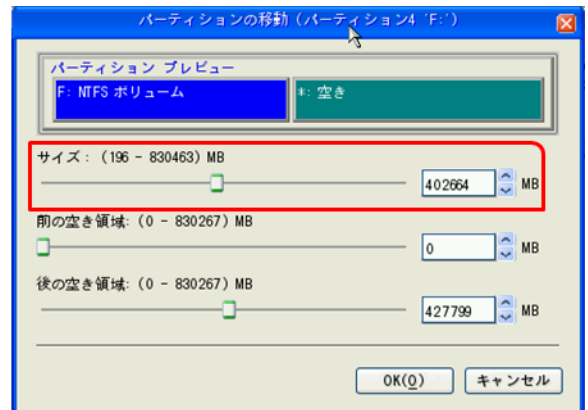 パーティションの移動 (パーティション4 'F:')
パーティション プレビュー
F: NTFS ボリューム
*: 空き
サイズ: (196 - 830463) MB
402664 MB
前の空き領域: (0 - 830267) MB
0 MB
後の空き領域: (0 - 830267) MB
427799 MB
OK(O) キャンセル